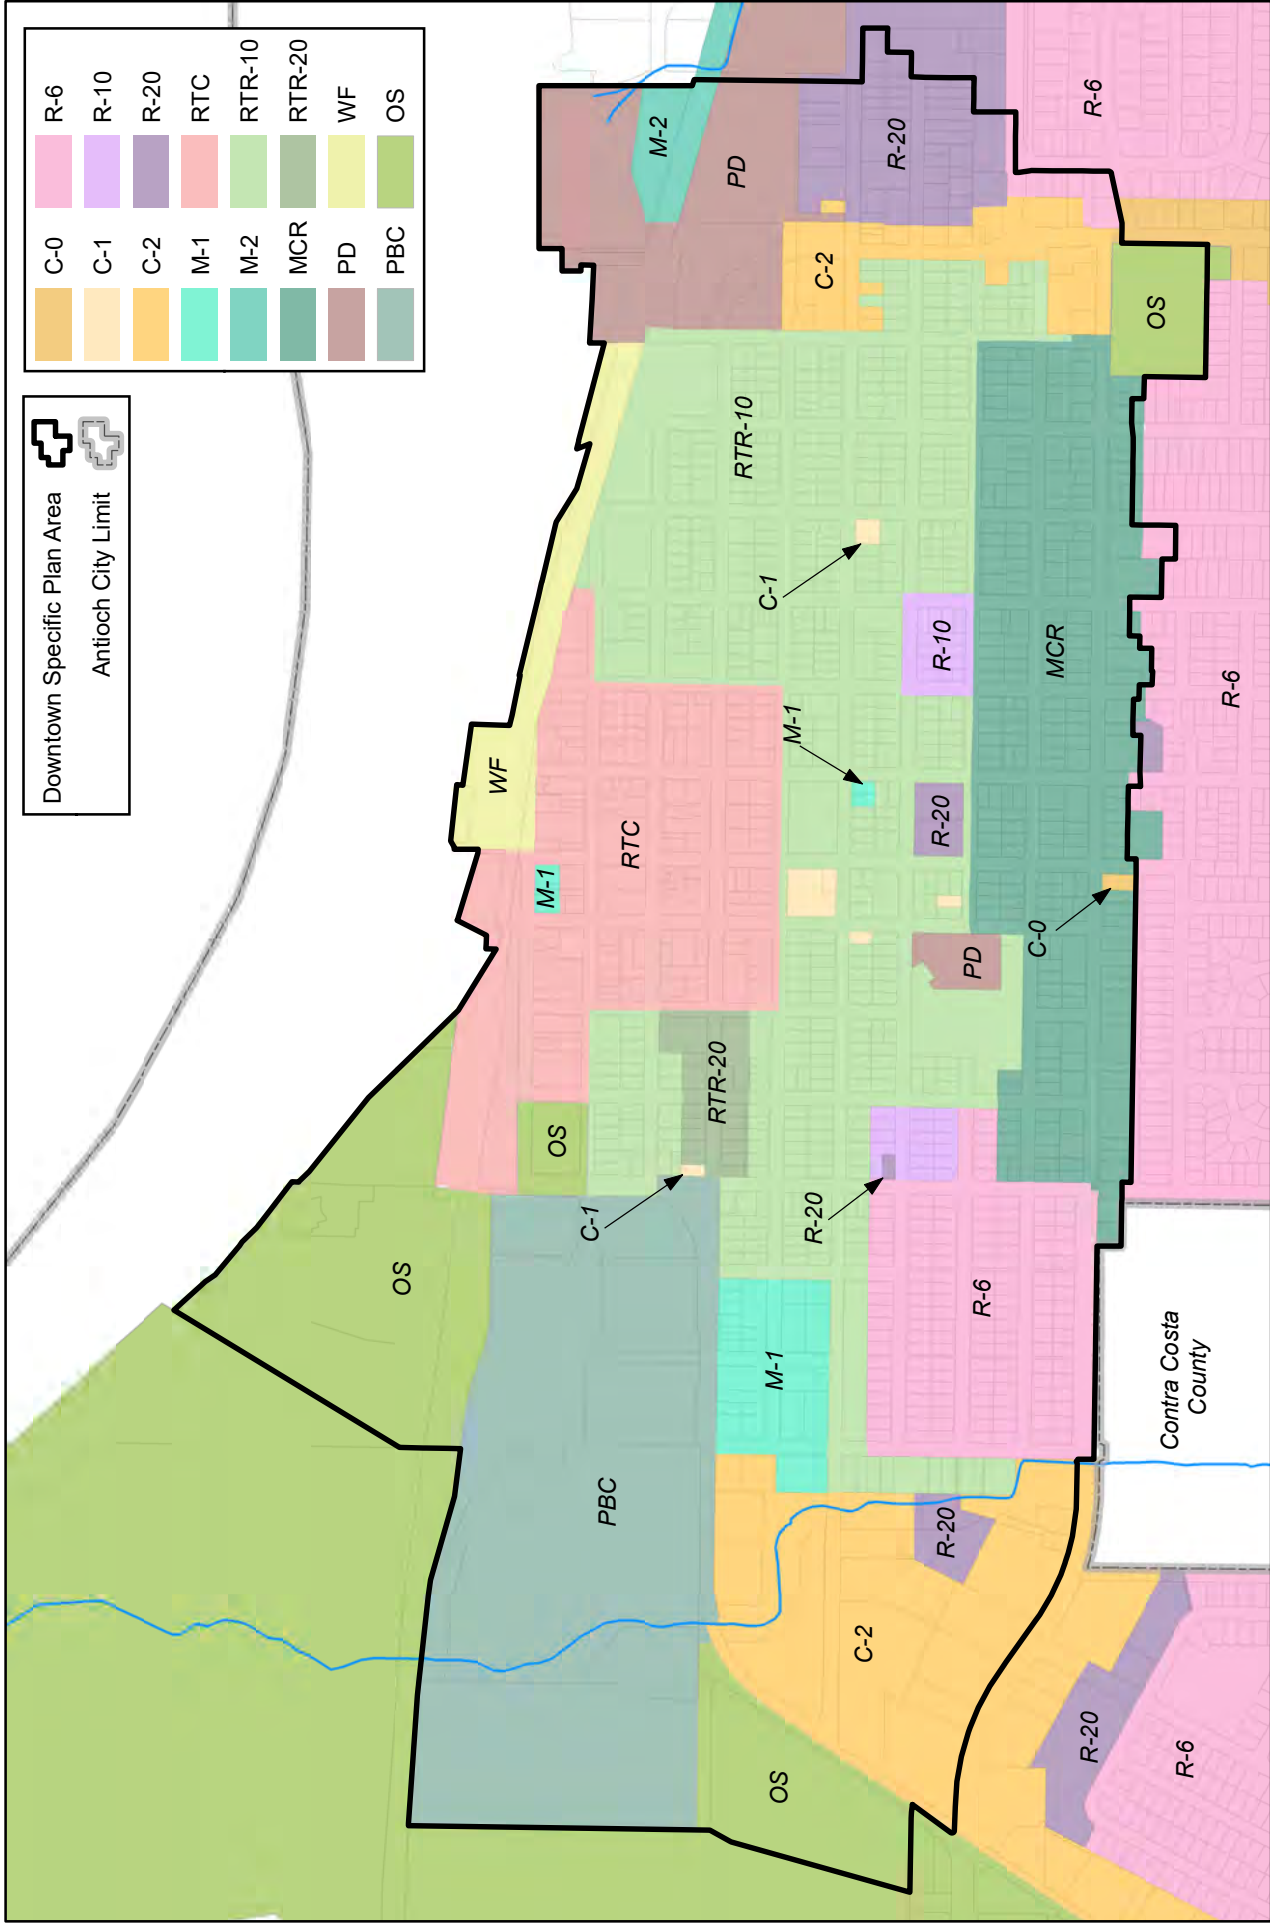 Downtown Specific Plan Area
Antioch City Limit
C-0
C-1
C-2
M-1
M-2
MCR
PD
PBC
R-6
R-10
R-20
RTC
RTR-10
RTR-20
WF
OS
M-2
PD
R-20
R-6
C-2
OS
RTR-10
C-1
R-10
MCR
R-6
WF
M-1
M-1
RTC
R-20
C-0
PD
RTR-20
OS
C-1
R-20
OS
R-6
M-1
Contra Costa
County
PBC
R-20
C-2
OS
R-20
R-6